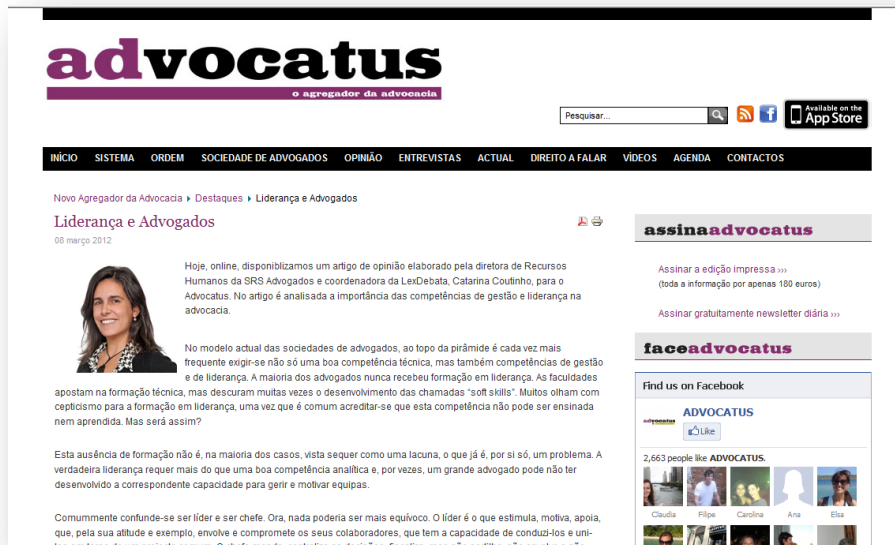 advocatus
o agregador da advocacia
Pesquisar...
Available on the
App Store
INÍCIO SISTEMA ORDEM SOCIEDADE DE ADVOGADOS OPINIÃO ENTREVISTAS ACTUAL DIREITO A FALAR VÍDEOS AGENDA CONTACTOS
Novo Agregador da Advocacia Destaques Liderança e Advogados
Liderança e Advogados
08 março 2012
Hoje, online, disponiblizamos um artigo de opinião elaborado pela diretora de Recursos
Humanos da SRS Advogados e coordenadora da LexDebata, Catarina Coutinho, para o
Advocatus. No artigo é analisada a importância das competências de gestão e liderança na
advocacia.
No modelo actual das sociedades de advogados, ao topo da pirâmide é cada vez mais
frequente exigir-se não só uma boa competência técnica, mas também competências de gestão
e de liderança. A maioria dos advogados nunca recebeu formação em liderança. As faculdades
apostam na formação técnica, mas descuram muitas vezes o desenvolvimento das chamadas "soft skills". Muitos olham com
cepticismo para a formação em liderança, uma vez que é comum acreditar-se que esta competência não pode ser ensinada
nem aprendida. Mas será assim?
Esta ausência de formação não é, na maioria dos casos, vista sequer como uma lacuna, o que já é, por si só, um problema. A
verdadeira liderança requer mais do que uma boa competência analítica e, por vezes, um grande advogado pode não ter
desenvolvido a correspondente capacidade para gerir e motivar equipas.
Comummente confunde-se ser líder e ser chefe. Ora, nada poderia ser mais equívoco. O líder é o que estimula, motiva, apoia,
que, pela sua atitude e exemplo, envolve e compromete os seus colaboradores, que tem a capacidade de conduzi-los e uni-
assinaadvocatus
Assinar a edição impressa ›››
(toda a informação por apenas 180 euros)
Assinar gratuitamente newsletter diária ›››
faceadvocatus
Find us on Facebook
advocatus
ADVOCATUS
Like
2,663 people like ADVOCATUS.
Claudia Filipe Carolina Ana Elsa